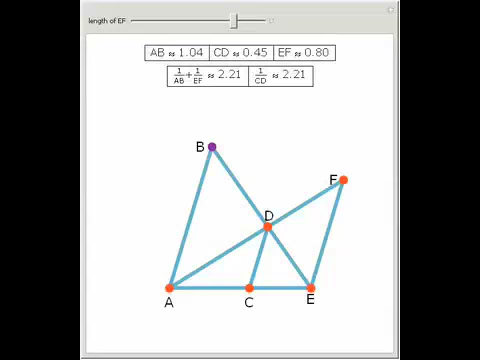 length of EF
AB ≈ 1.04 CD ≈ 0.45 EF ≈ 0.80
1/AB + 1/EF ≈ 2.21 1/CD ≈ 2.21
B
F
D
A C E